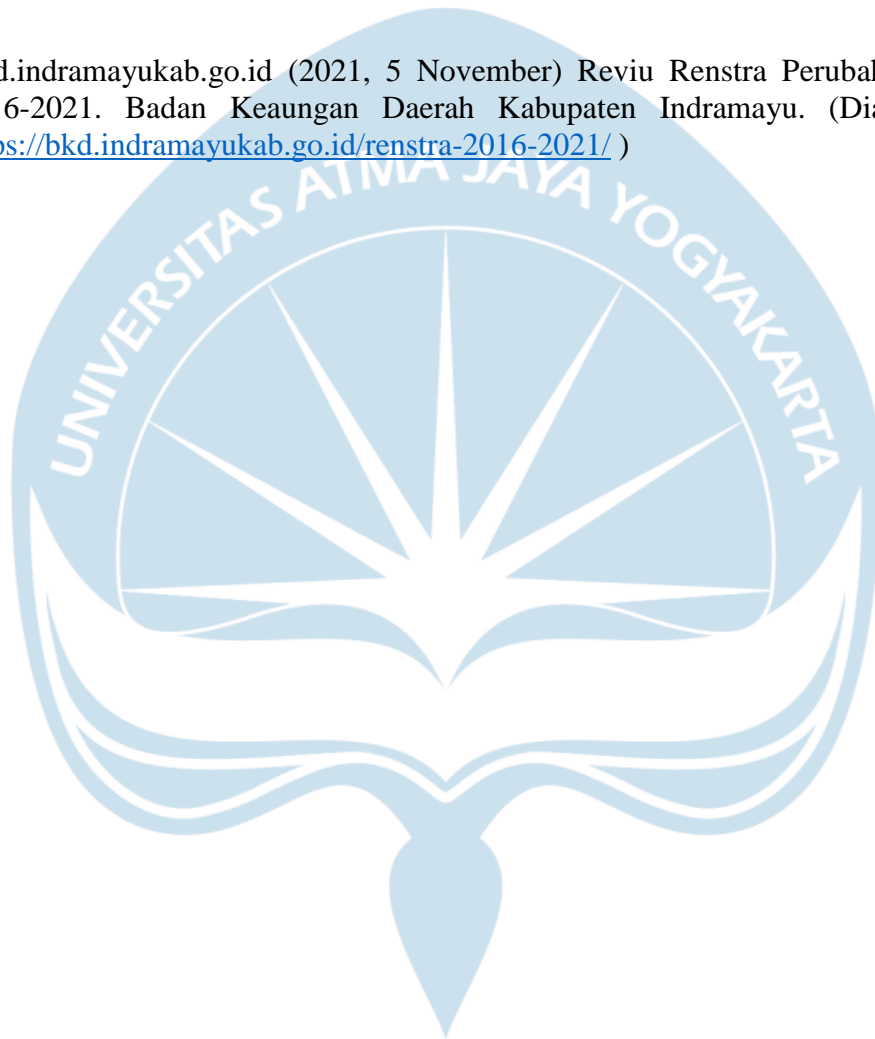 d.indramayukab.go.id (2021, 5 November) Reviu Renstra Perubal
6-2021. Badan Keaungan Daerah Kabupaten Indramayu. (Dia
os://bkd.indramayukab.go.id/renstra-2016-2021/ )
UNIVERSITAS ATMA JAYA YOGYAKARTA